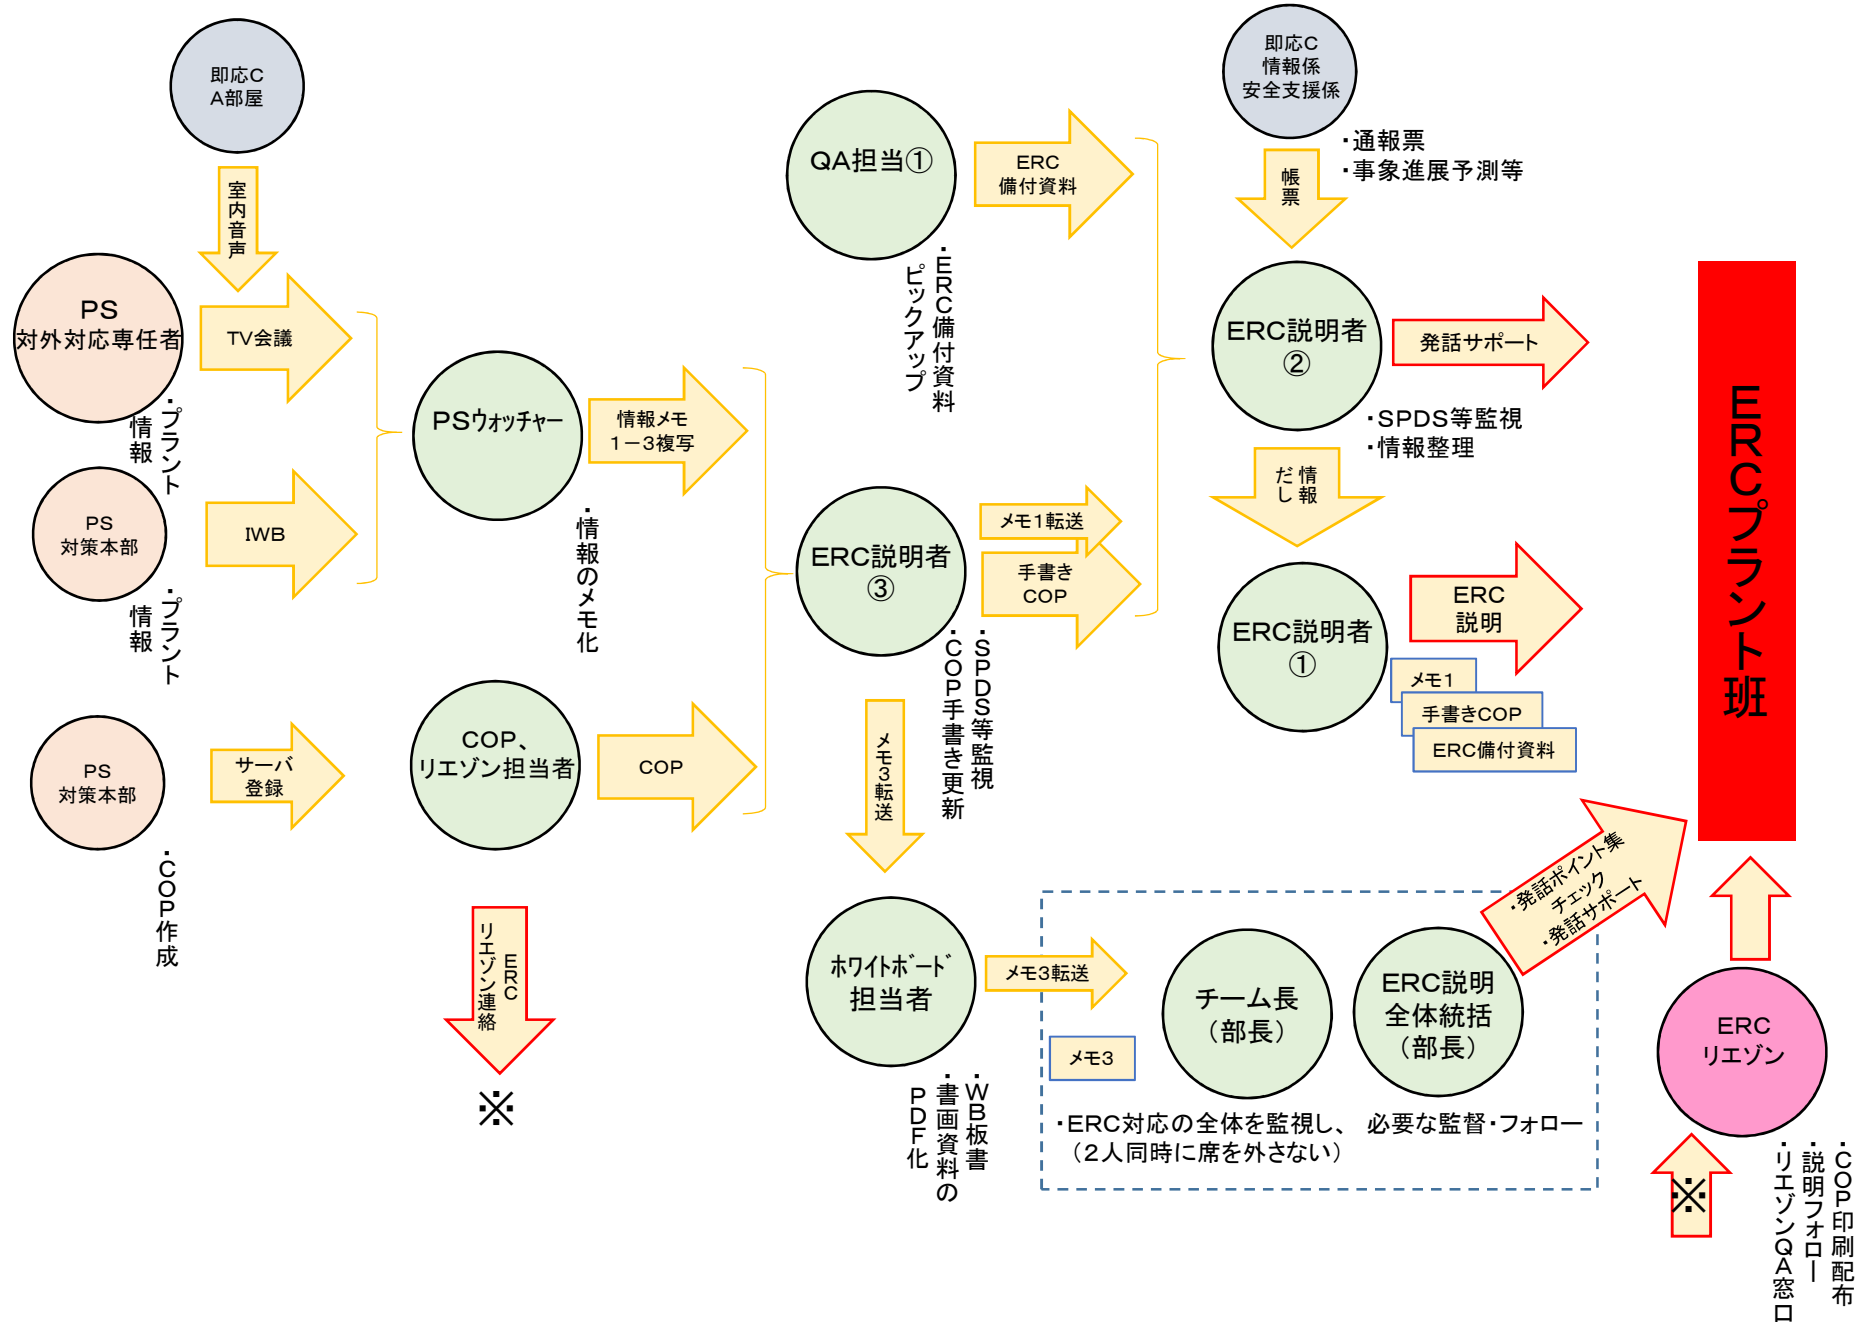 即応C
A部屋
室内音声
PS
対外対応専任者
・プラント
情報
TV会議
PS
対策本部
・プラント
情報
IWB
PS
対策本部
・COP作成
サーバ
登録
PSウォッチャー
・情報のメモ化
情報メモ
1－3複写
COP、
リエゾン担当者
COP
ERC
リエゾン連絡
※
QA担当①
・ERC備付資料
ピックアップ
ERC
備付資料
ERC説明者
③
・SPDS等監視
・COP手書き更新
メモ1転送
手書き
COP
メモ3転送
ホワイトボード
担当者
・WB板書
・書画資料の
PDF化
メモ3転送
メモ3
チーム長
（部長）
ERC説明
全体統括
（部長）
・ERC対応の全体を監視し、 必要な監督・フォロー
（2人同時に席を外さない）
・発話ポイント集
チェック
・発話サポート
即応C
情報係
安全支援係
・通報票
・事象進展予測等
帳票
ERC説明者
②
・SPDS等監視
・情報整理
発話サポート
情報
だし
ERC説明者
①
ERC
説明
メモ1
手書きCOP
ERC備付資料
ERCプラント班
ERC
リエゾン
・COP印刷配布
・説明フォロー
・リエゾンQA窓口
※